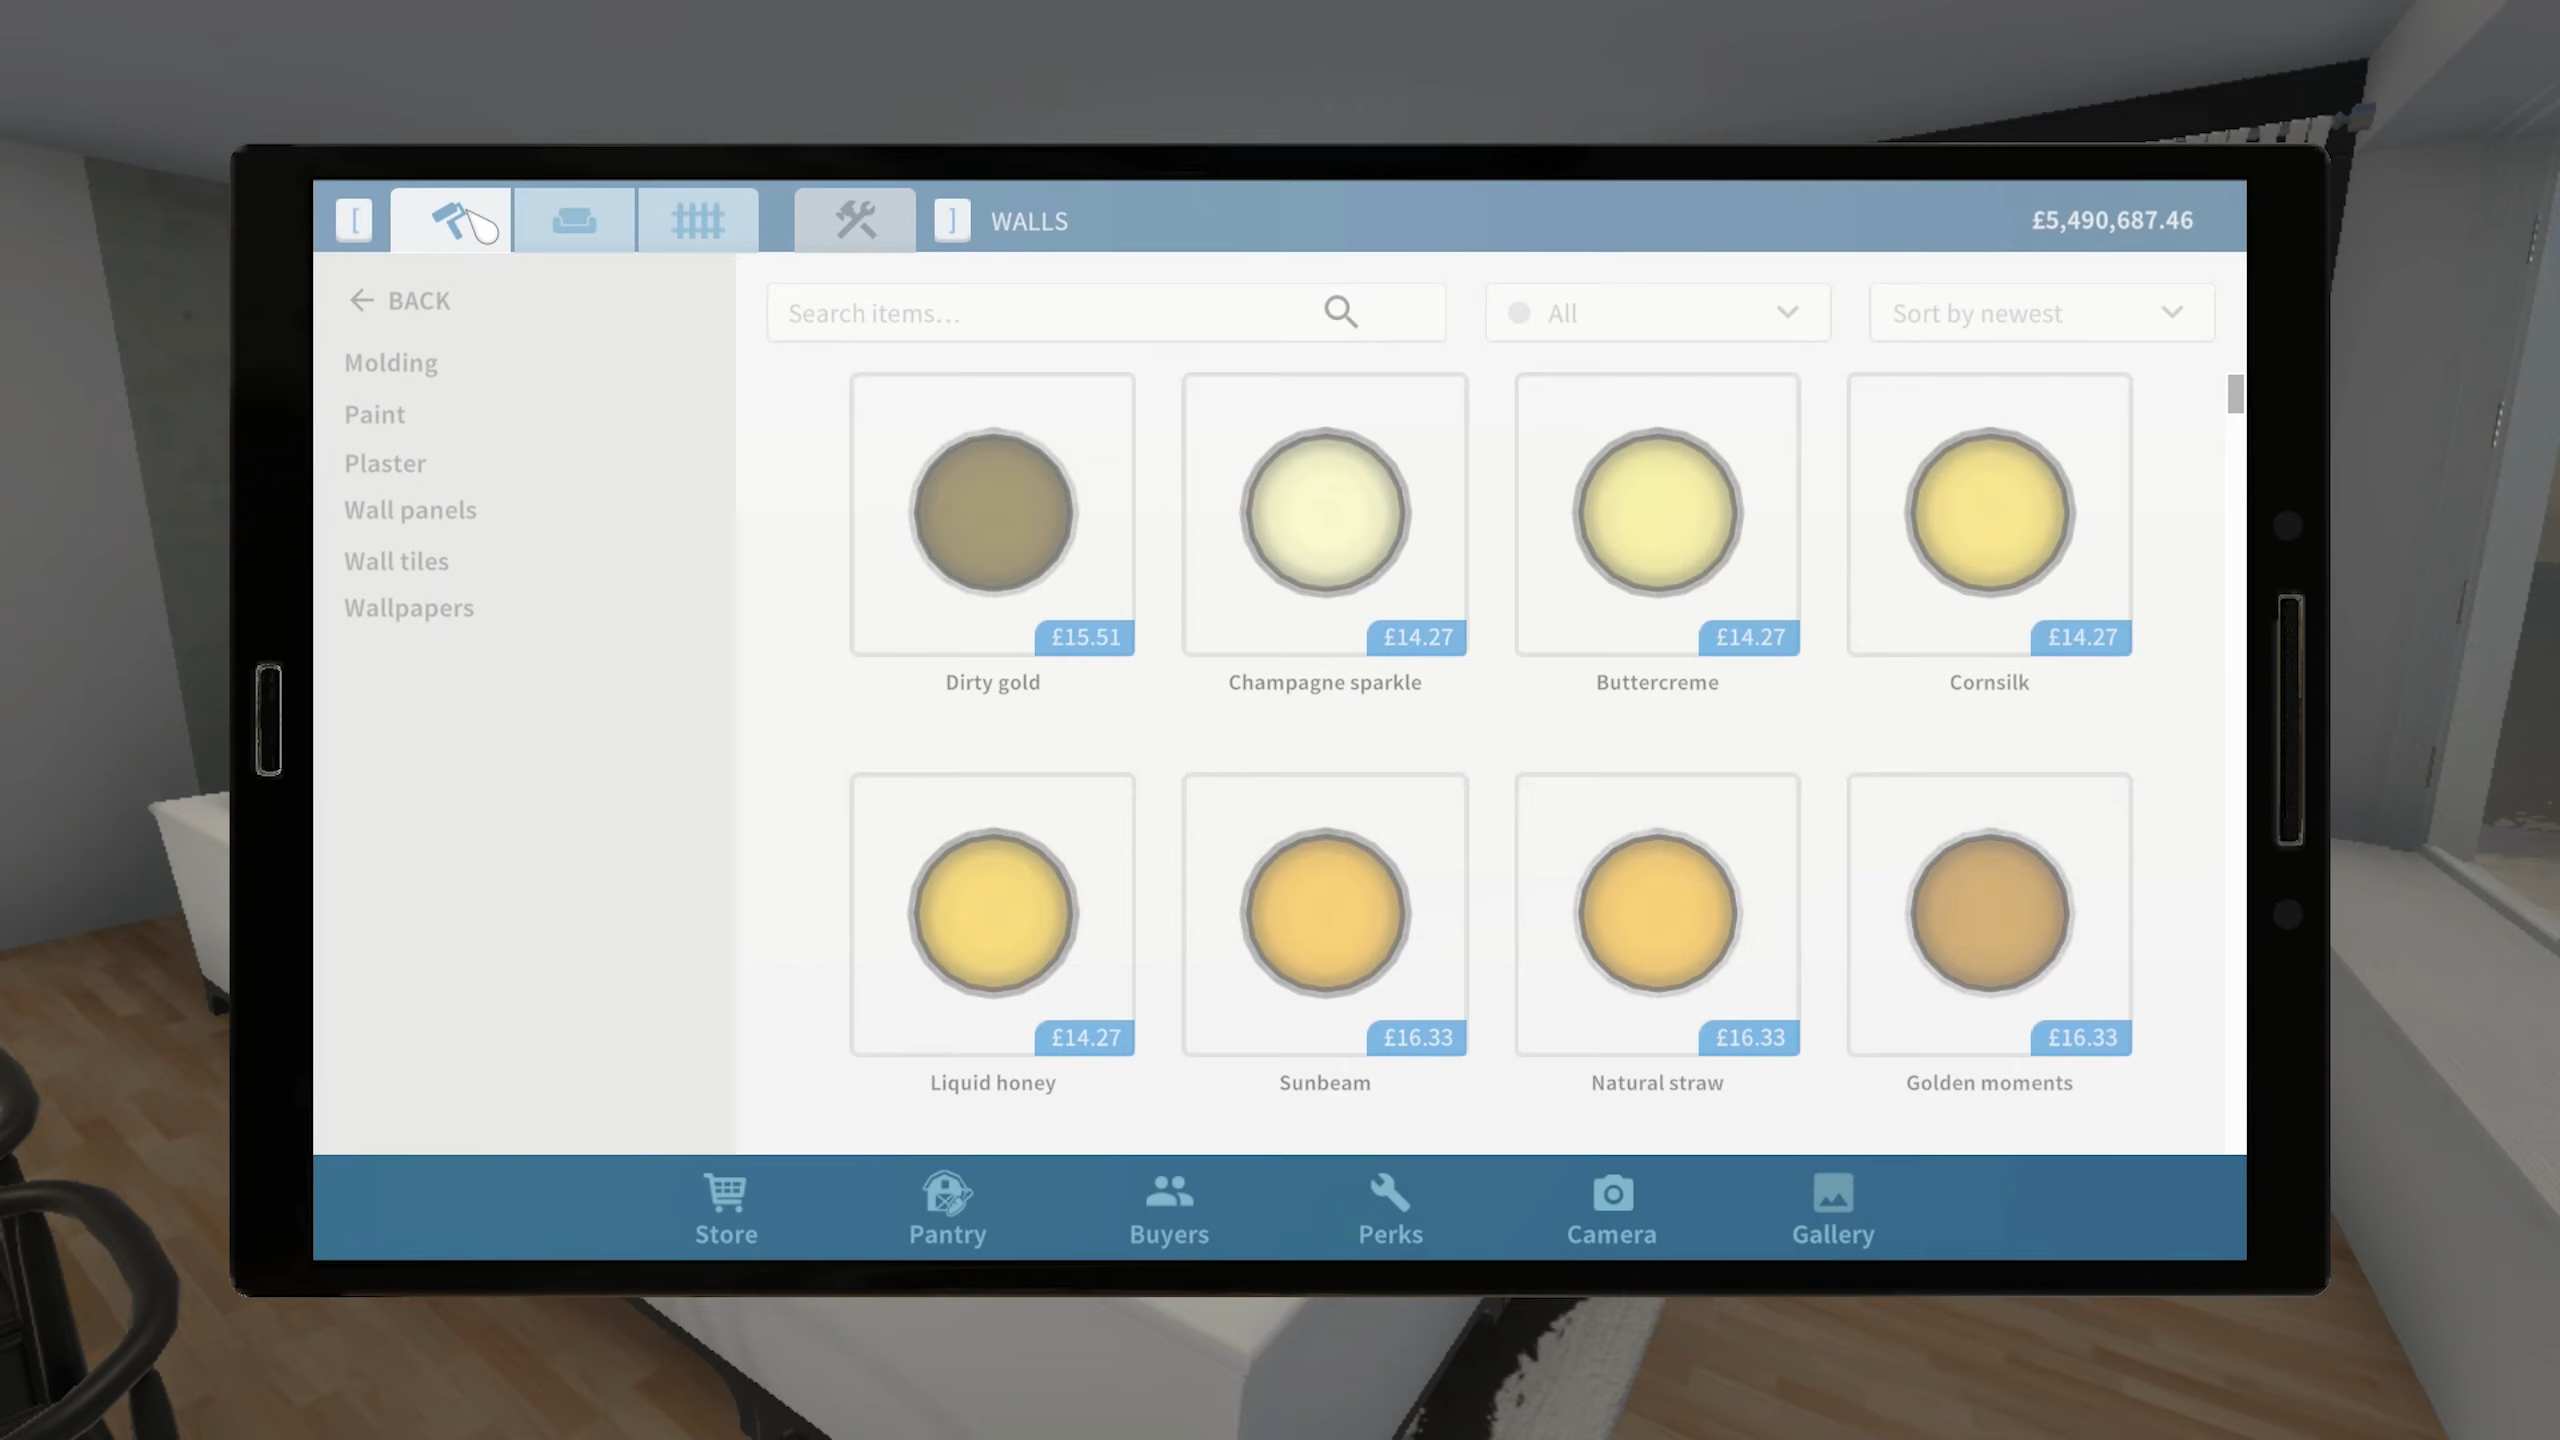 [
] WALLS
£5,490,687.46
BACK
Search items...
All
Sort by newest
Molding
Paint
Plaster
Wall panels
Wall tiles
Wallpapers
£15.51
£14.27
£14.27
£14.27
Dirty gold
Champagne sparkle
Buttercreme
Cornsilk
£14.27
£16.33
£16.33
£16.33
Liquid honey
Sunbeam
Natural straw
Golden moments
Store
Pantry
Buyers
Perks
Camera
Gallery